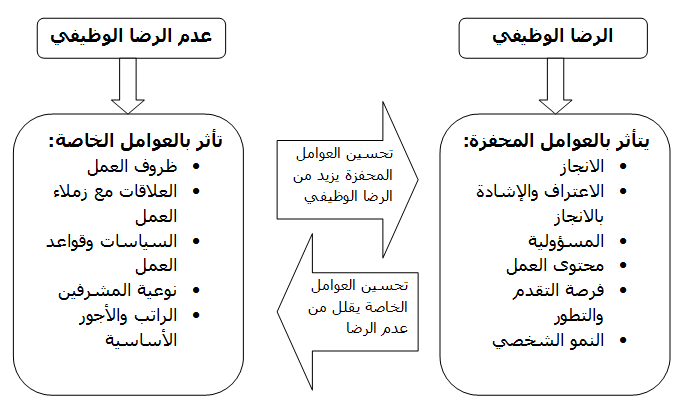 الرضا الوظيفي
يتأثر بالعوامل المحفزة:
• الانجاز
• الاعتراف والإشادة
بالانجاز
• المسؤولية
• محتوى العمل
• فرصة التقدم
والتطور
• النمو الشخصي
تحسين العوامل
المحفزة يزيد من
الرضا الوظيفي
تحسين العوامل
الخاصة يقلل من
عدم الرضا
عدم الرضا الوظيفي
تأثر بالعوامل الخاصة:
• ظروف العمل
• العلاقات مع زملاء
العمل
• السياسات وقواعد
العمل
• نوعية المشرفين
• الراتب والأجور
الأساسية